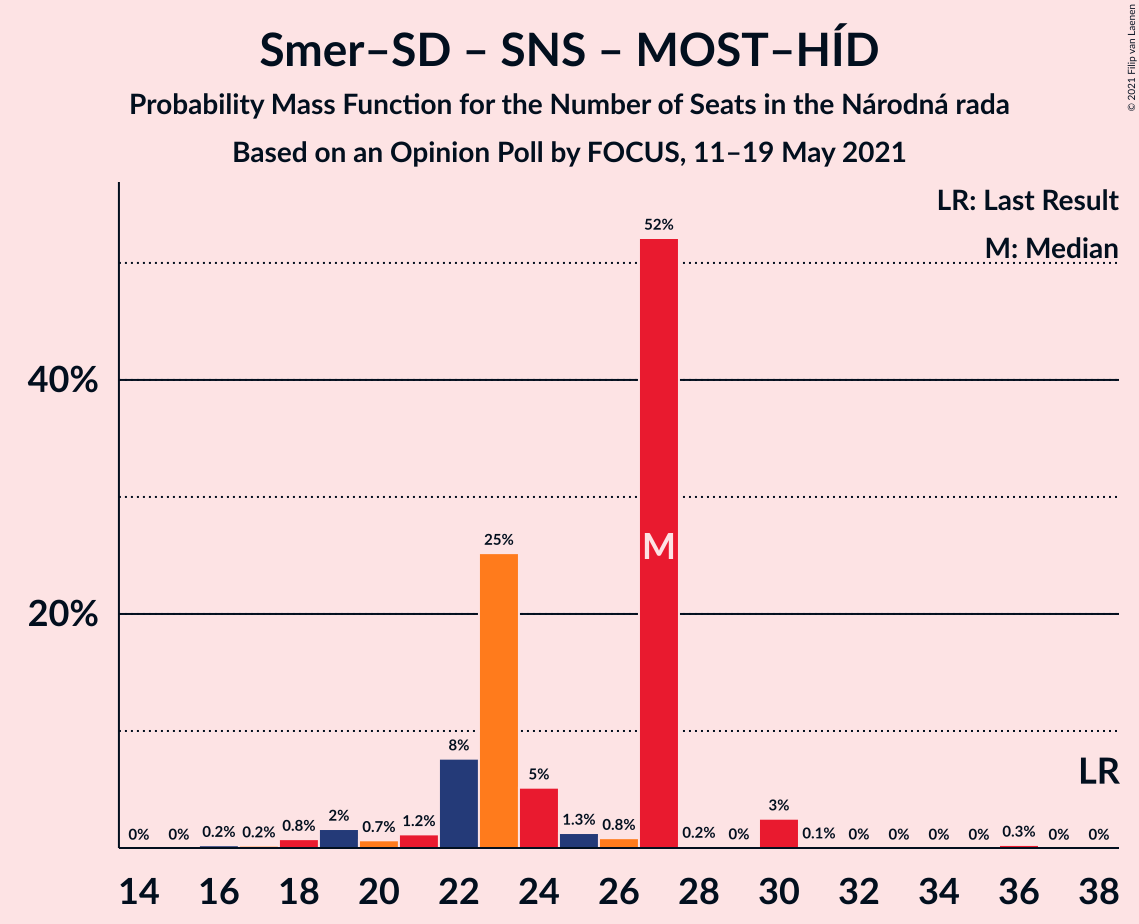 Smer–SD – SNS – MOST–HÍD
Probability Mass Function for the Number of Seats in the Národná rada
Based on an Opinion Poll by FOCUS, 11–19 May 2021
© 2021 Filip van Laenen
LR: Last Result
M: Median
52%
40%
25%
M
20%
8%
5%
3%
LR
0% 0% 0.2% 0.2% 0.8% 2% 0.7% 1.2% 1.3% 0.8% 0.2% 0% 0.1% 0% 0% 0% 0% 0.3% 0% 0%
14 16 18 20 22 24 26 28 30 32 34 36 38